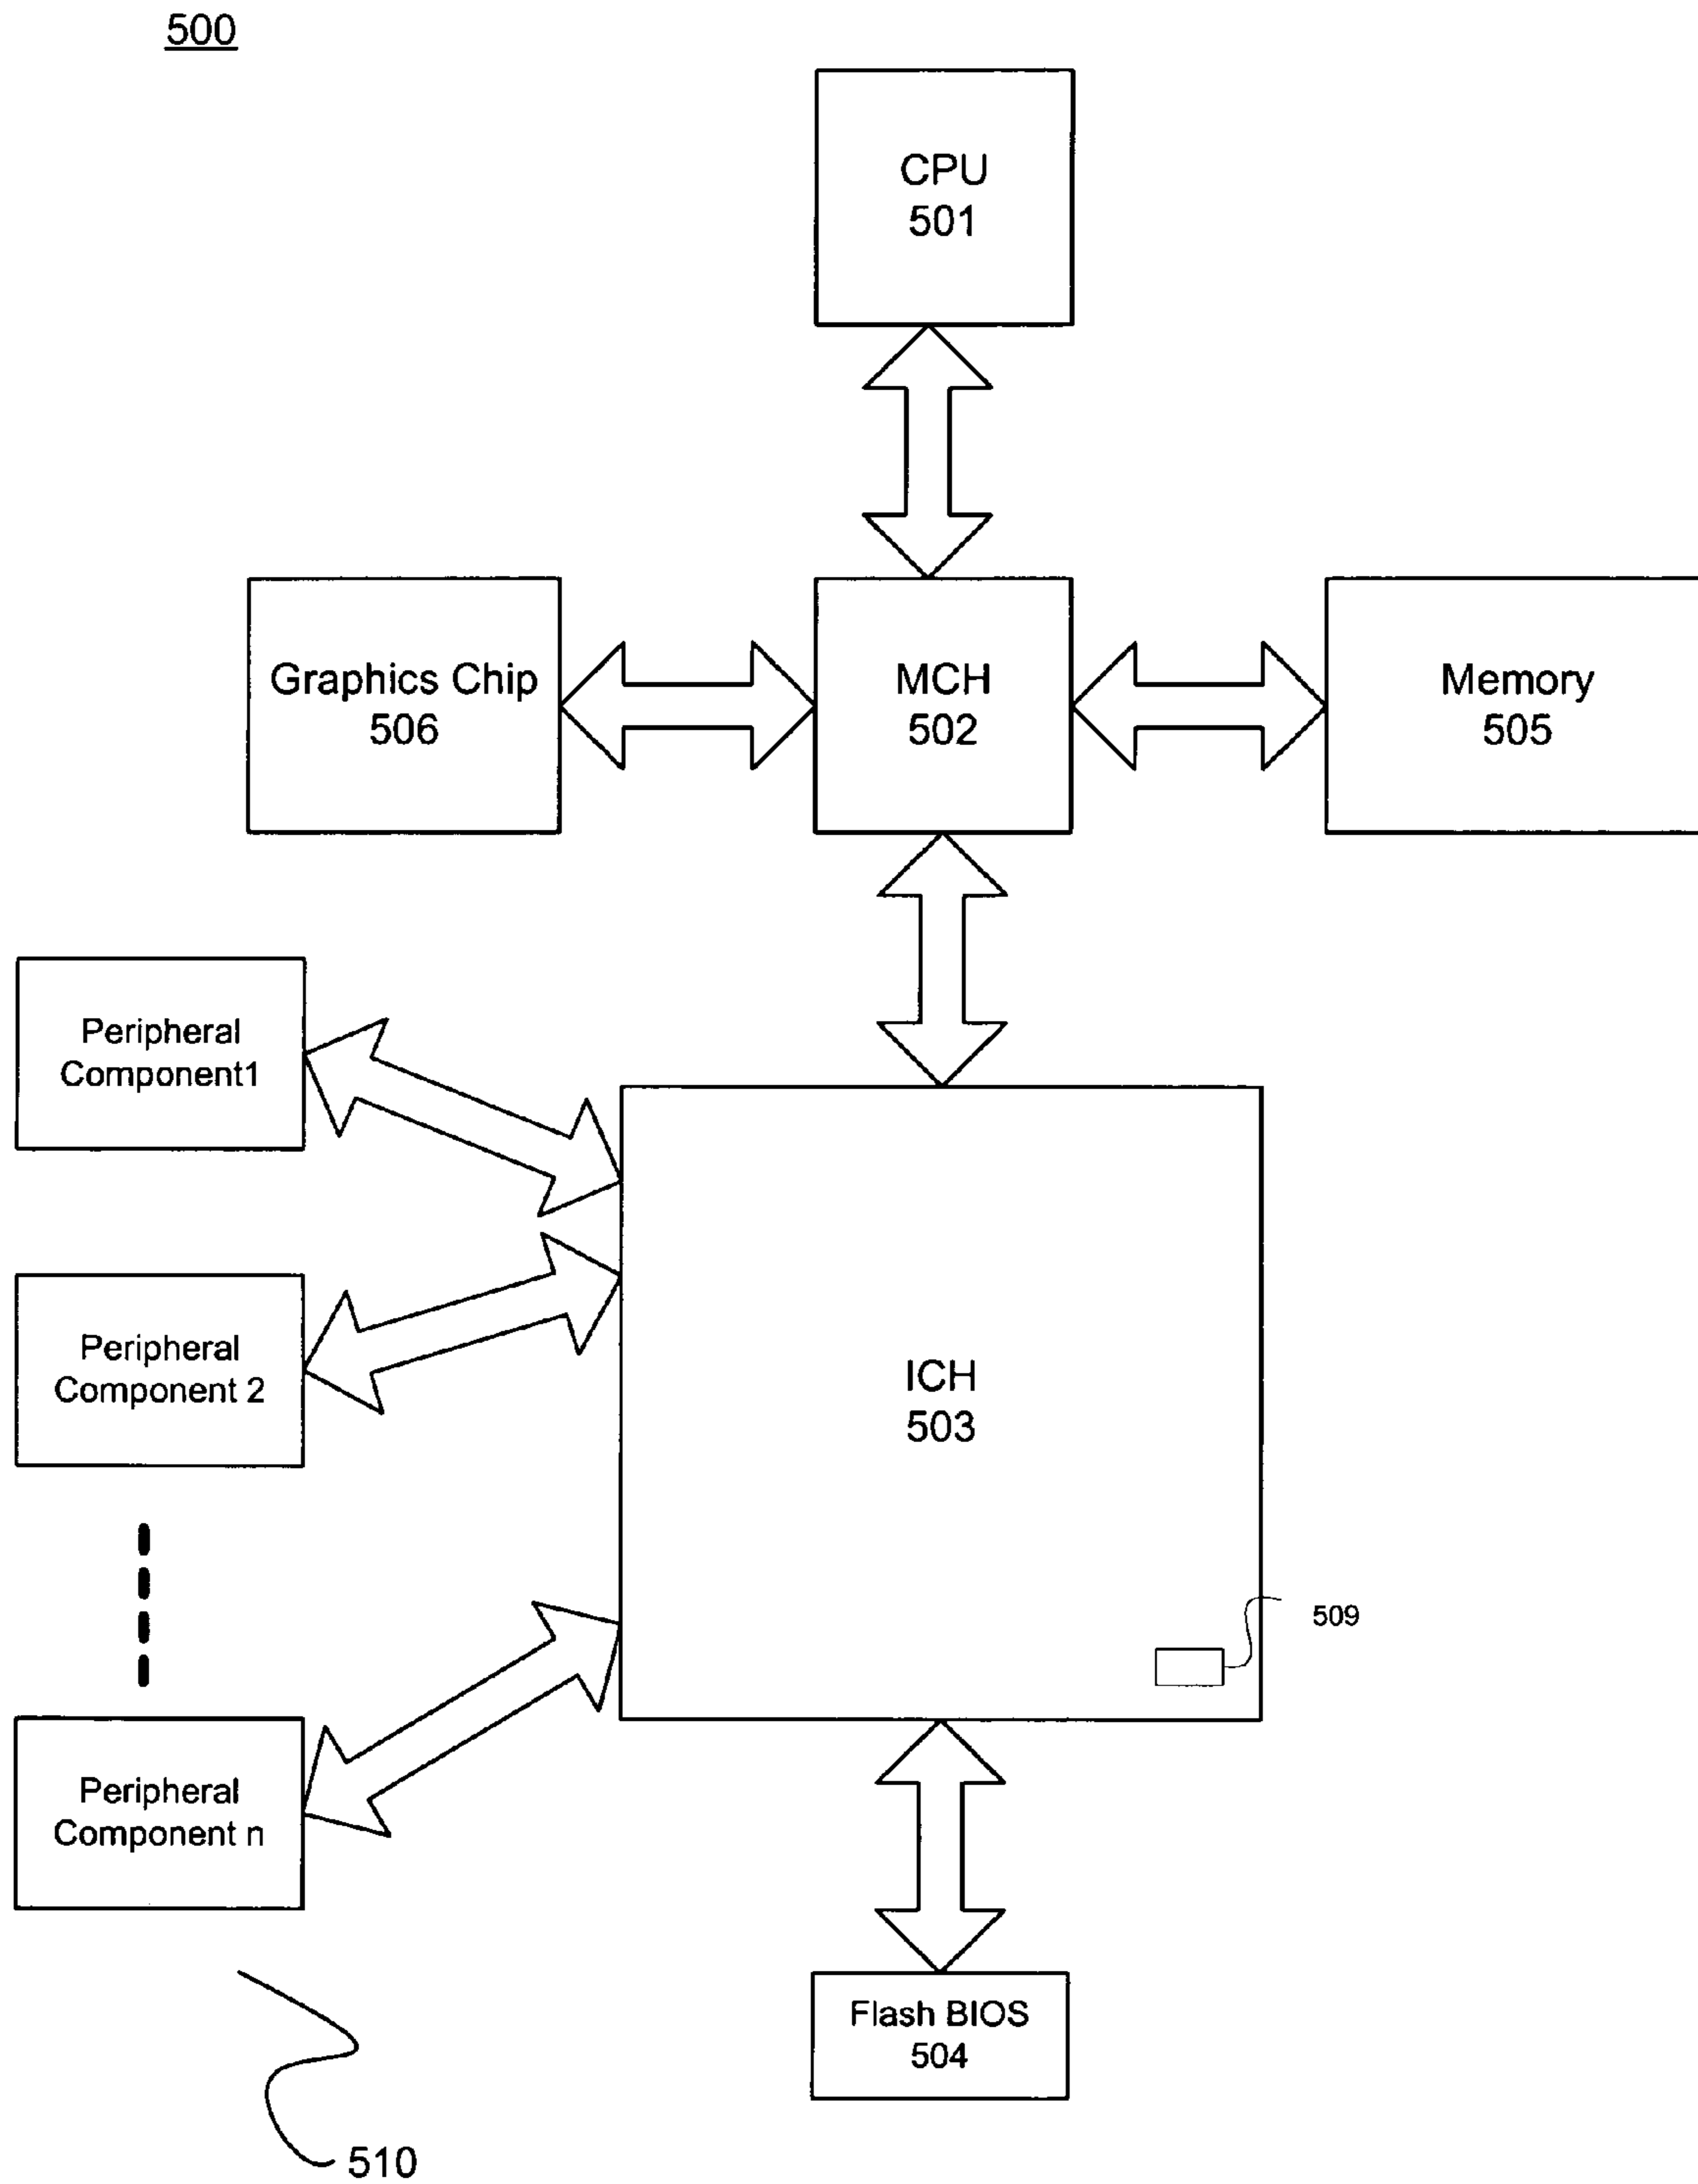 500
CPU
501
Graphics Chip
506
MCH
502
Memory
505
Peripheral
Component1
Peripheral
Component 2
ICH
503
509
Peripheral
Component n
Flash BIOS
504
510